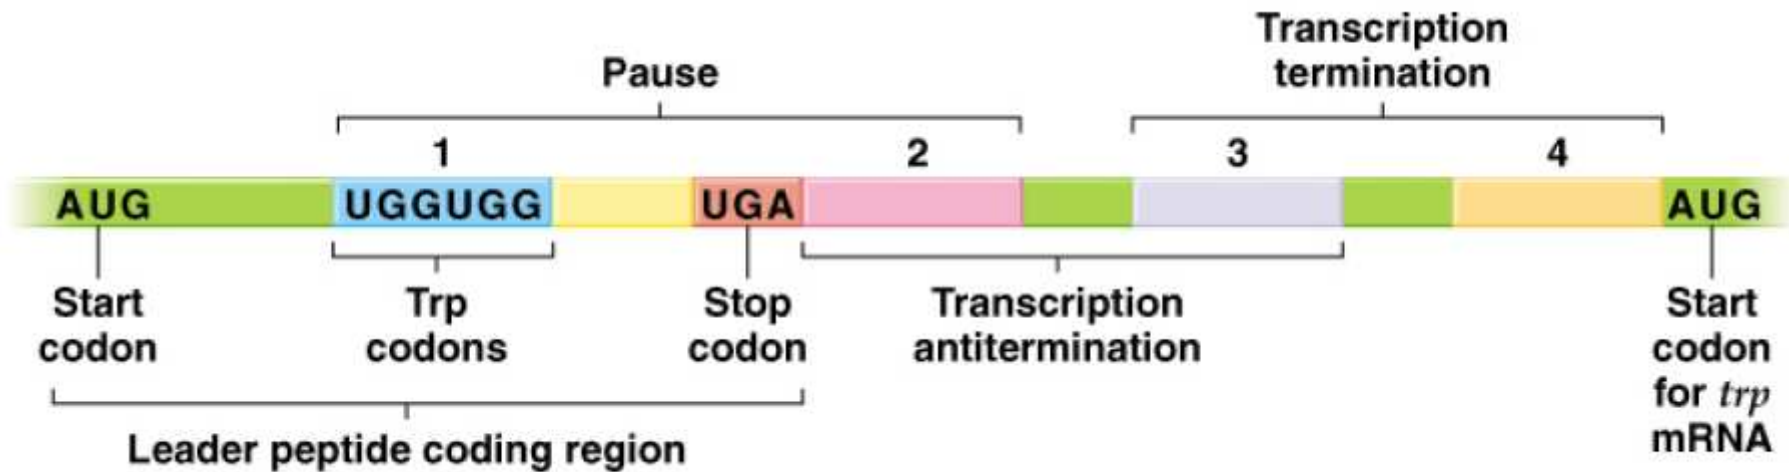 Transcription
termination
Pause
1 2 3 4
AUG UGGUGG UGA AUG
Start
codon
Trp
codons
Stop
codon
Transcription
antitermination
Start
codon
for trp
mRNA
Leader peptide coding region